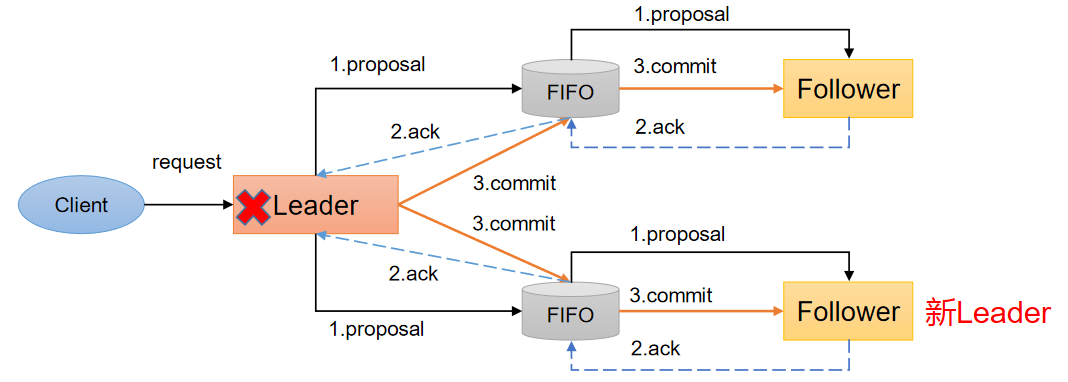 1.proposal
1.proposal
3.commit
FIFO
Follower
2.ack
2.ack
request
3.commit
Client
Leader
3.commit
1.proposal
2.ack
3.commit
1.proposal
FIFO
Follower
新Leader
2.ack